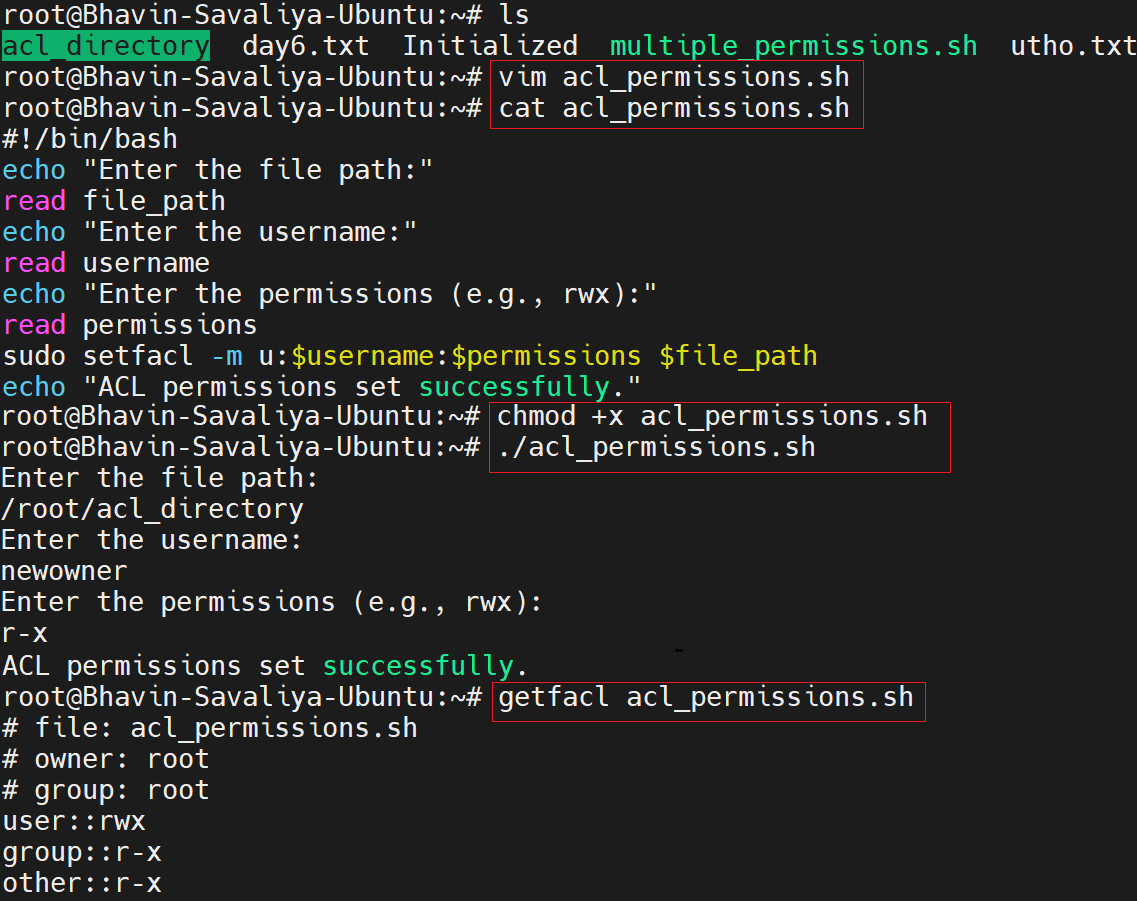 root@Bhavin-Savaliya-Ubuntu:~# ls
acl_directory  day6.txt  Initialized  multiple_permissions.sh  utho.txt
root@Bhavin-Savaliya-Ubuntu:~# vim acl_permissions.sh
root@Bhavin-Savaliya-Ubuntu:~# cat acl_permissions.sh
#!/bin/bash
echo "Enter the file path:"
read file_path
echo "Enter the username:"
read username
echo "Enter the permissions (e.g., rwx):"
read permissions
sudo setfacl -m u:$username:$permissions $file_path
echo "ACL permissions set successfully."
root@Bhavin-Savaliya-Ubuntu:~# chmod +x acl_permissions.sh
root@Bhavin-Savaliya-Ubuntu:~# ./acl_permissions.sh
Enter the file path:
/root/acl_directory
Enter the username:
newowner
Enter the permissions (e.g., rwx):
r-x
ACL permissions set successfully.
root@Bhavin-Savaliya-Ubuntu:~# getfacl acl_permissions.sh
# file: acl_permissions.sh
# owner: root
# group: root
user::rwx
group::r-x
other::r-x